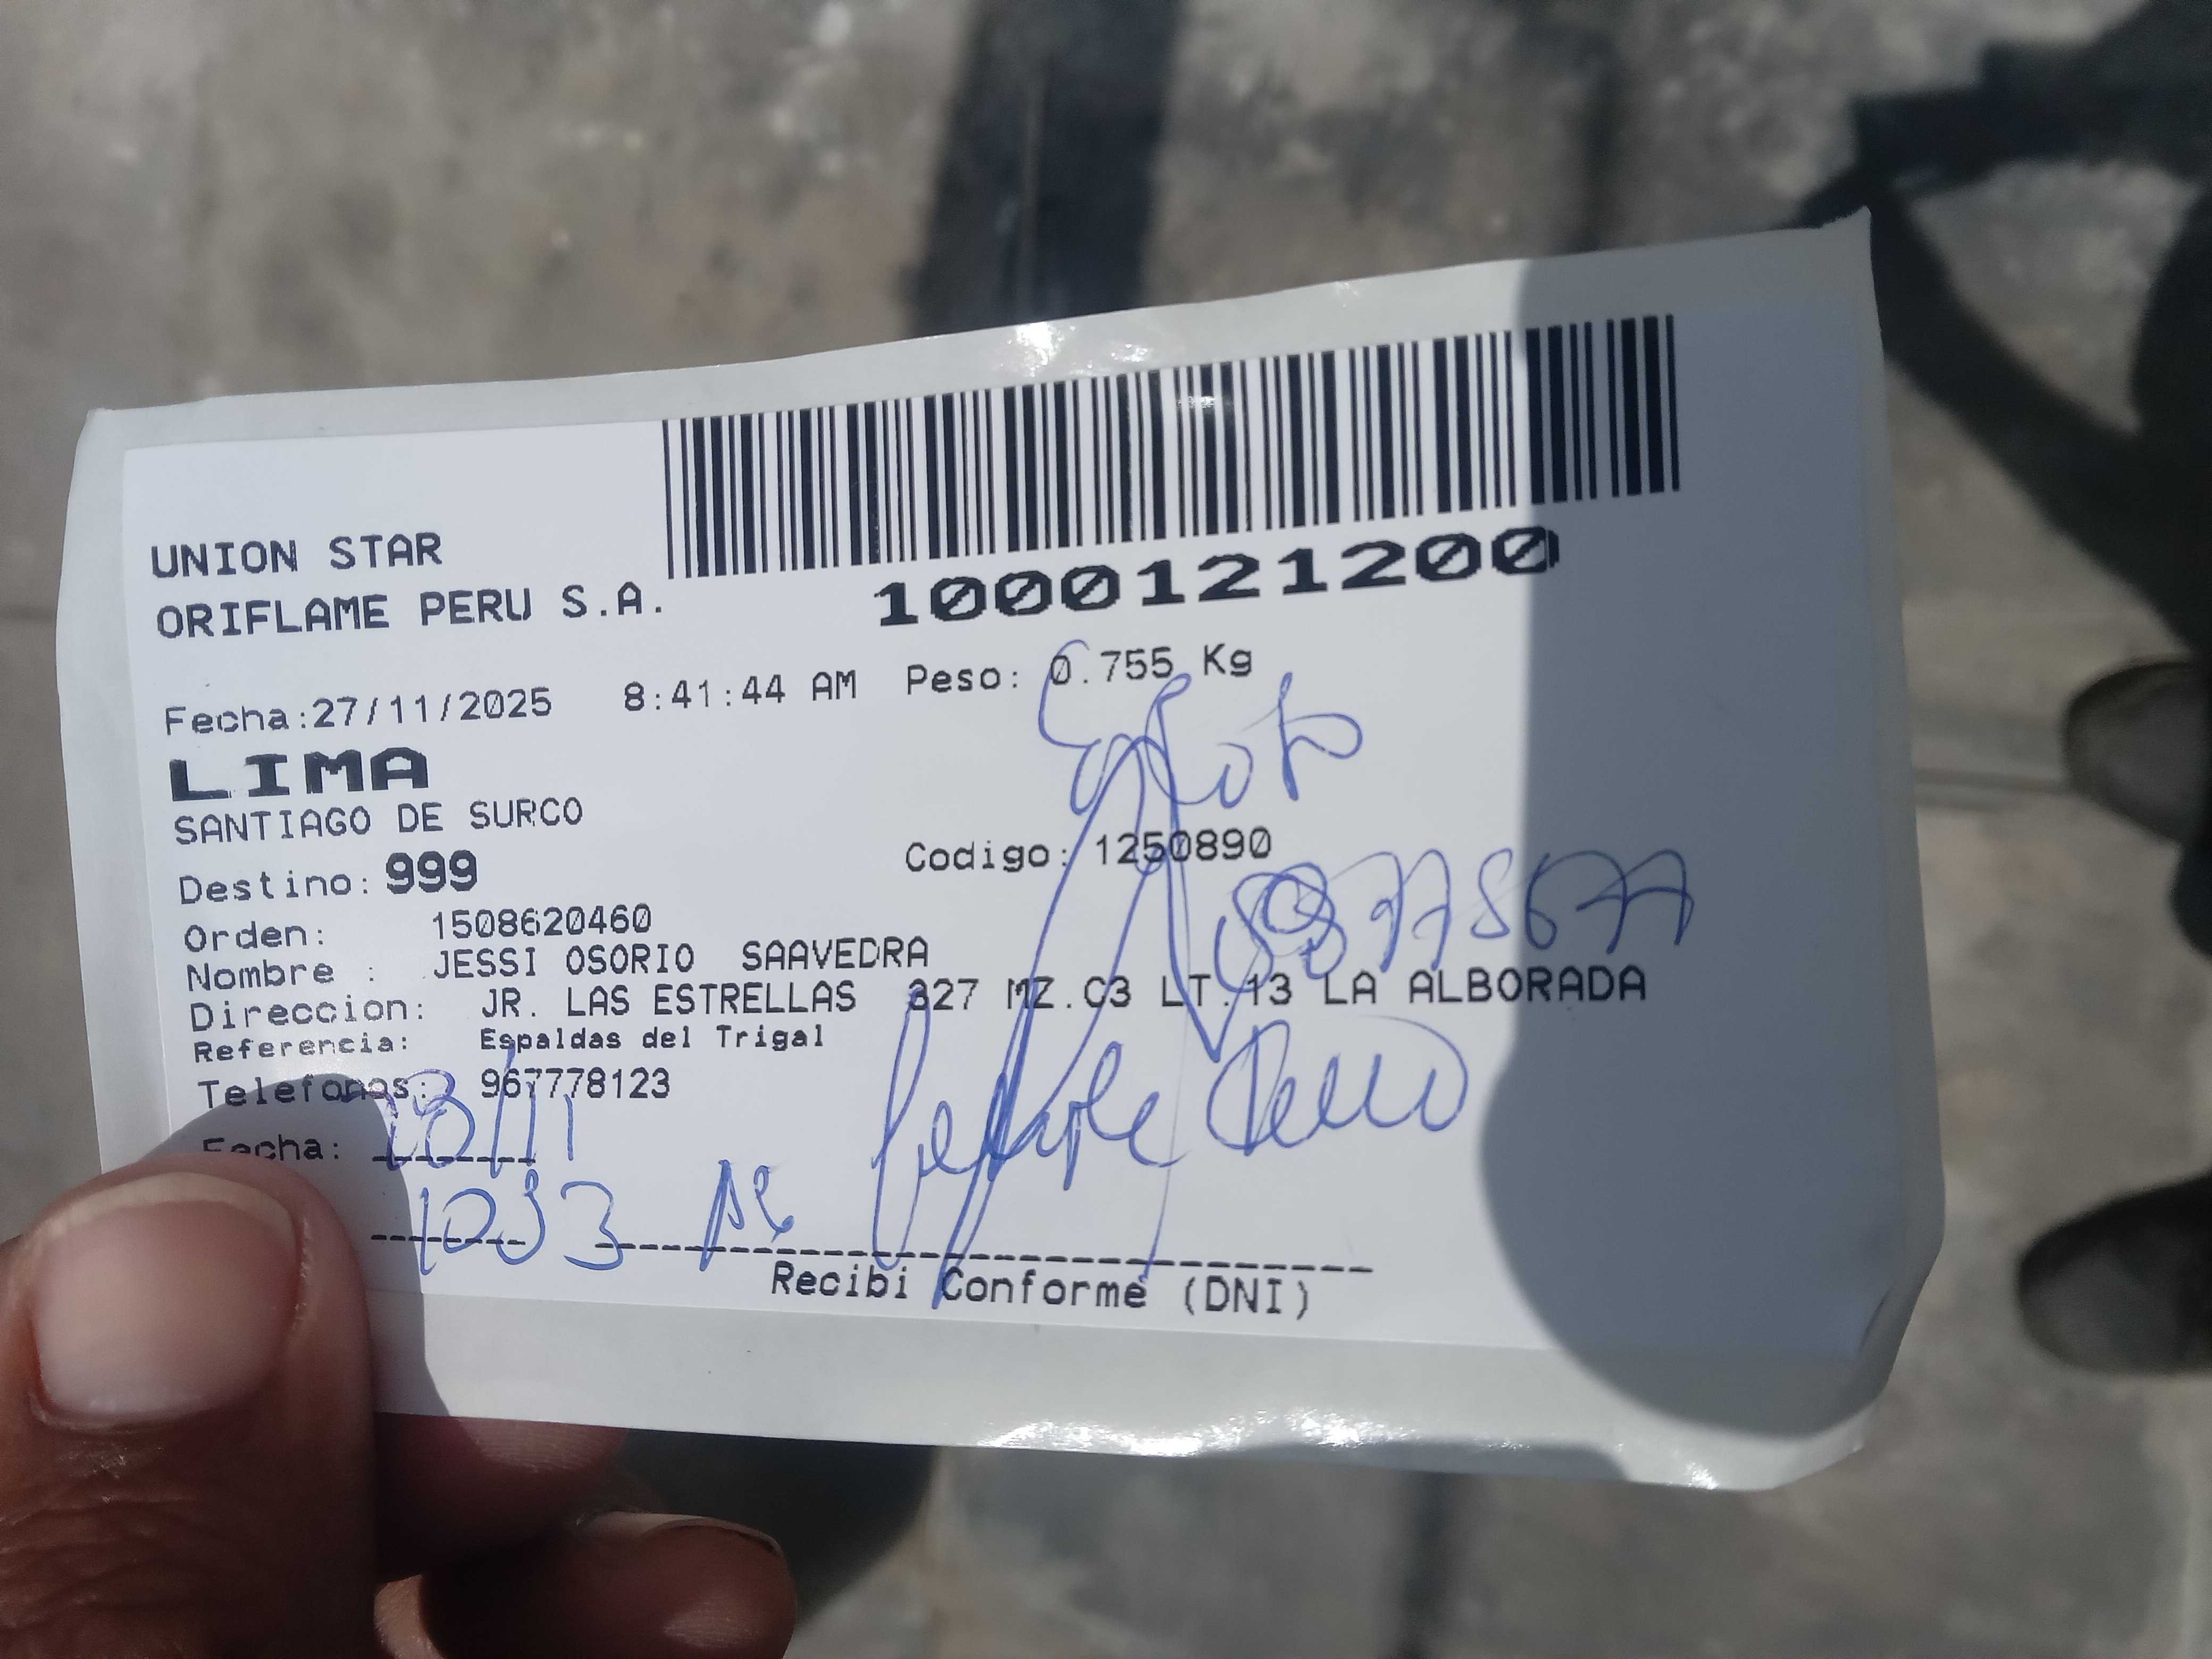 UNION STAR
ORIFLAME PERU S.A.
1000121200
Fecha:27/11/2025 8:41:44 AM Peso: 0.755 Kg
LIMA
SANTIAGO DE SURCO
Destino: 999 Codigo: 1250890
Orden: 1508620460
Nombre : JESSI OSORIO SAAVEDRA
Direccion: JR. LAS ESTRELLAS 327 MZ.C3 LT.13 LA ALBORADA
Referencia: Espaldas del Trigal
Telefonos: 967778123
Fecha: 28/11
Recibi Conforme (DNI)